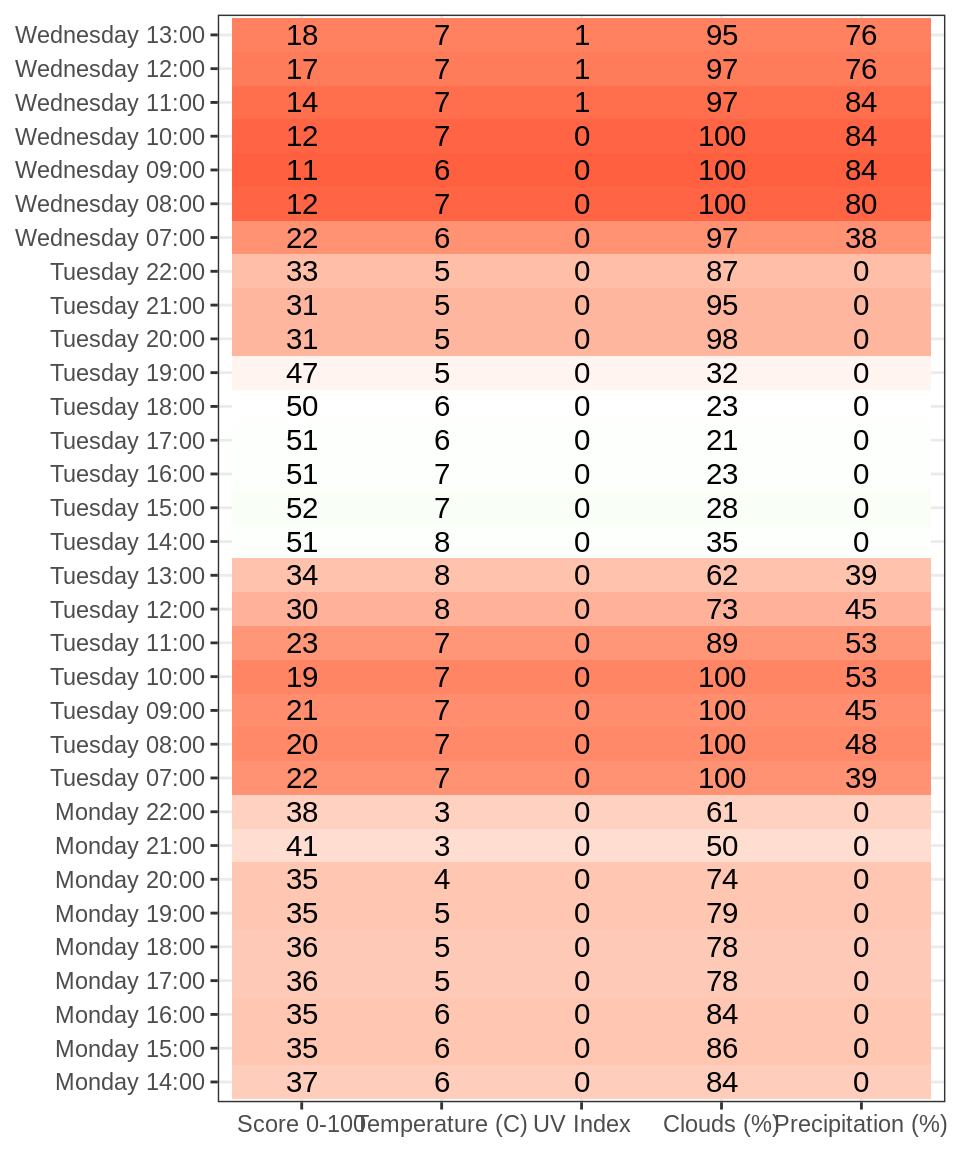 Wednesday 13:00 18 7 1 95 76
Wednesday 12:00 17 7 1 97 76
Wednesday 11:00 14 7 1 97 84
Wednesday 10:00 12 7 0 100 84
Wednesday 09:00 11 6 0 100 84
Wednesday 08:00 12 7 0 100 80
Wednesday 07:00 22 6 0 97 38
Tuesday 22:00 33 5 0 87 0
Tuesday 21:00 31 5 0 95 0
Tuesday 20:00 31 5 0 98 0
Tuesday 19:00 47 5 0 32 0
Tuesday 18:00 50 6 0 23 0
Tuesday 17:00 51 6 0 21 0
Tuesday 16:00 51 7 0 23 0
Tuesday 15:00 52 7 0 28 0
Tuesday 14:00 51 8 0 35 0
Tuesday 13:00 34 8 0 62 39
Tuesday 12:00 30 8 0 73 45
Tuesday 11:00 23 7 0 89 53
Tuesday 10:00 19 7 0 100 53
Tuesday 09:00 21 7 0 100 45
Tuesday 08:00 20 7 0 100 48
Tuesday 07:00 22 7 0 100 39
Monday 22:00 38 3 0 61 0
Monday 21:00 41 3 0 50 0
Monday 20:00 35 4 0 74 0
Monday 19:00 35 5 0 79 0
Monday 18:00 36 5 0 78 0
Monday 17:00 36 5 0 78 0
Monday 16:00 35 6 0 84 0
Monday 15:00 35 6 0 86 0
Monday 14:00 37 6 0 84 0
Score 0-100 Temperature (C) UV Index Clouds (%) Precipitation (%)